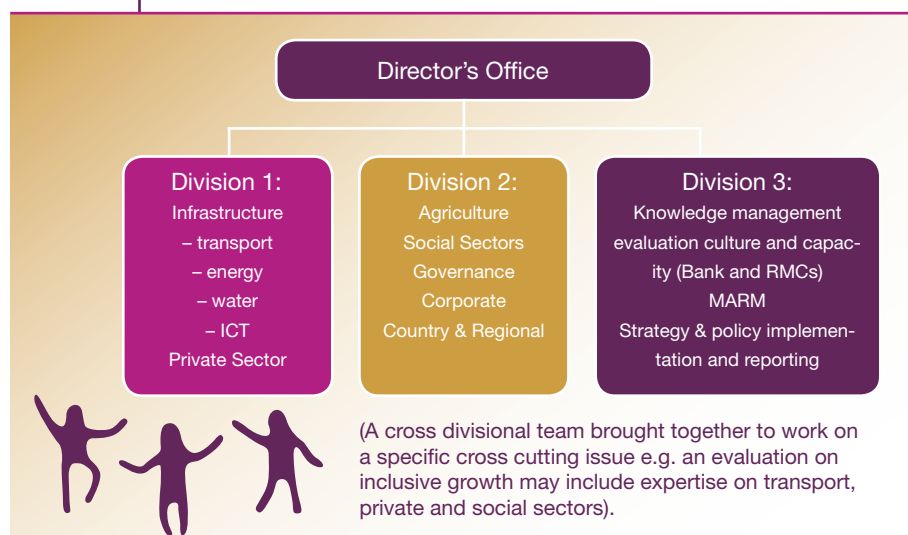 Director’s Office
Division 1:
Infrastructure
– transport
– energy
– water
– ICT
Private Sector
Division 2:
Agriculture
Social Sectors
Governance
Corporate
Country & Regional
Division 3:
Knowledge management
evaluation culture and capac-
ity (Bank and RMCs)
MARM
Strategy & policy implemen-
tation and reporting
(A cross divisional team brought together to work on
a specific cross cutting issue e.g. an evaluation on
inclusive growth may include expertise on transport,
private and social sectors).